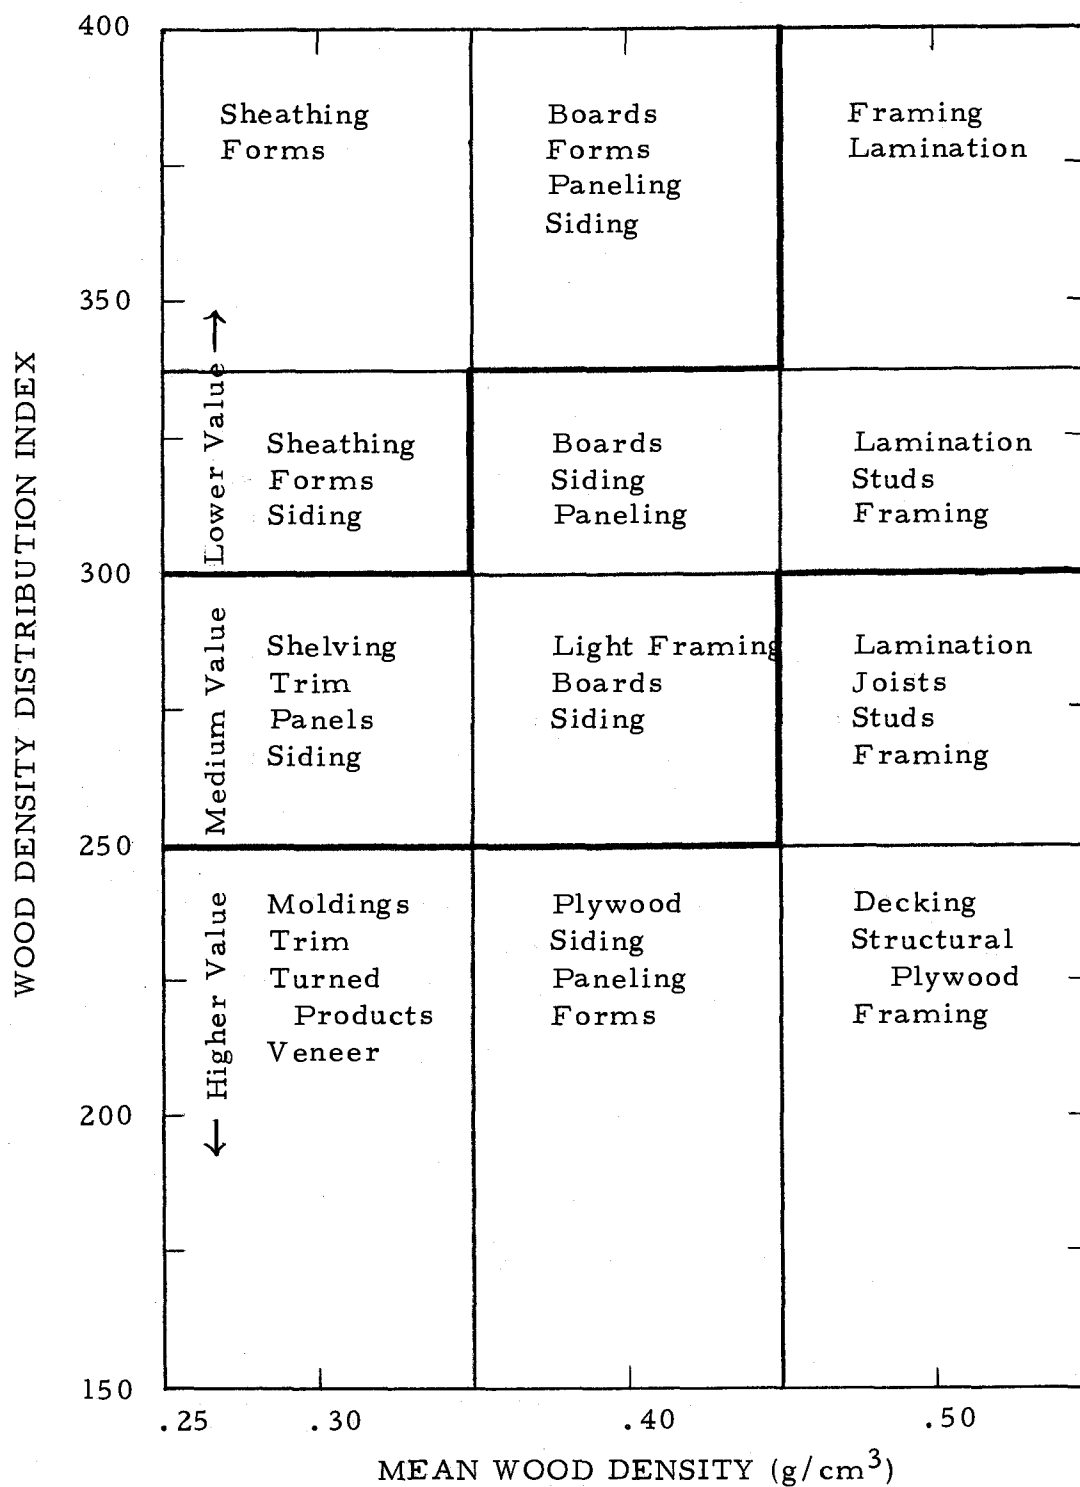 400
Sheathing
Forms
Boards
Forms
Paneling
Siding
Framing
Lamination
350
Sheathing
Forms
Siding
Boards
Siding
Paneling
Lamination
Studs
Framing
300
Shelving
Trim
Panels
Siding
Light Framing
Boards
Siding
Lamination
Joists
Studs
Framing
250
Moldings
Trim
Turned
Products
Veneer
Plywood
Siding
Paneling
Forms
Decking
Structural
Plywood
Framing
200
150
Lower Value
Medium Value
Higher Value
WOOD DENSITY DISTRIBUTION INDEX
.25 .30 .40 .50
MEAN WOOD DENSITY (g/cm³)